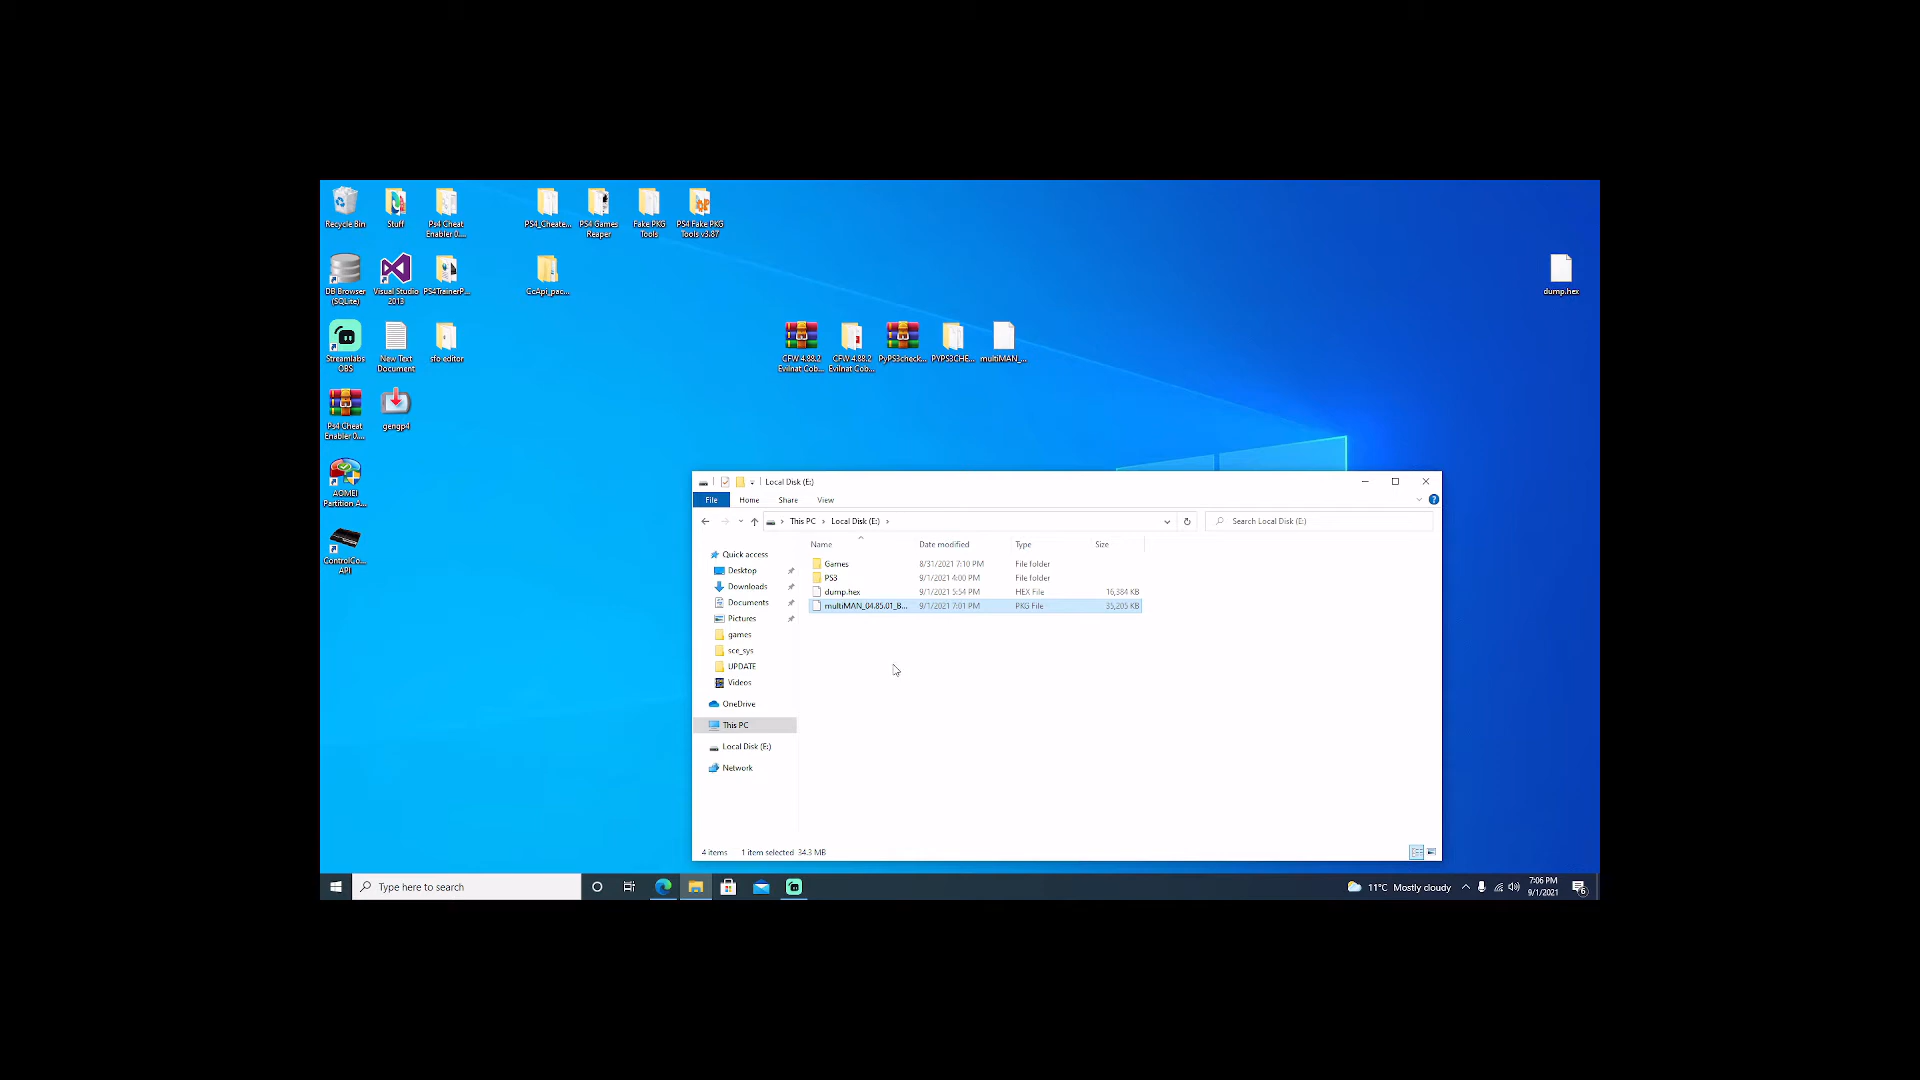 Recycle Bin
Stuff
Ps4 Cheat
Enabler 0....
PS4_Cheate...
PS4 Games
Reaper
Fake PKG
Tools
PS4 Fake PKG
Tools v3.87
DB Browser
(SQLite)
Visual Studio
2013
PS4TrainerP...
CcApi_pac...
dump.hex
Streamlabs
OBS
New Text
Document
sfo editor
CFW 4.88.2
Evilnat Cob...
CFW 4.88.2
Evilnat Cob...
PyPS3check...
PYPS3CHE...
multiMAN_...
Ps4 Cheat
Enabler 0....
gengp4
AOMEI
Partition A...
ControlCo...
API
Local Disk (E:)
File
Home
Share
View
This PC
Local Disk (E:)
Search Local Disk (E:)
Name
Date modified
Type
Size
Quick access
Desktop
Downloads
Documents
Pictures
games
sce_sys
UPDATE
Videos
OneDrive
This PC
Local Disk (E:)
Network
Games 8/31/2021 7:10 PM File folder
PS3 9/1/2021 4:00 PM File folder
dump.hex 9/1/2021 5:54 PM HEX File 16,384 KB
multiMAN_04.85.01_B... 9/1/2021 7:01 PM PKG File 35,205 KB
4 items 1 item selected 34.3 MB
Type here to search
11°C Mostly cloudy
7:06 PM
9/1/2021
6